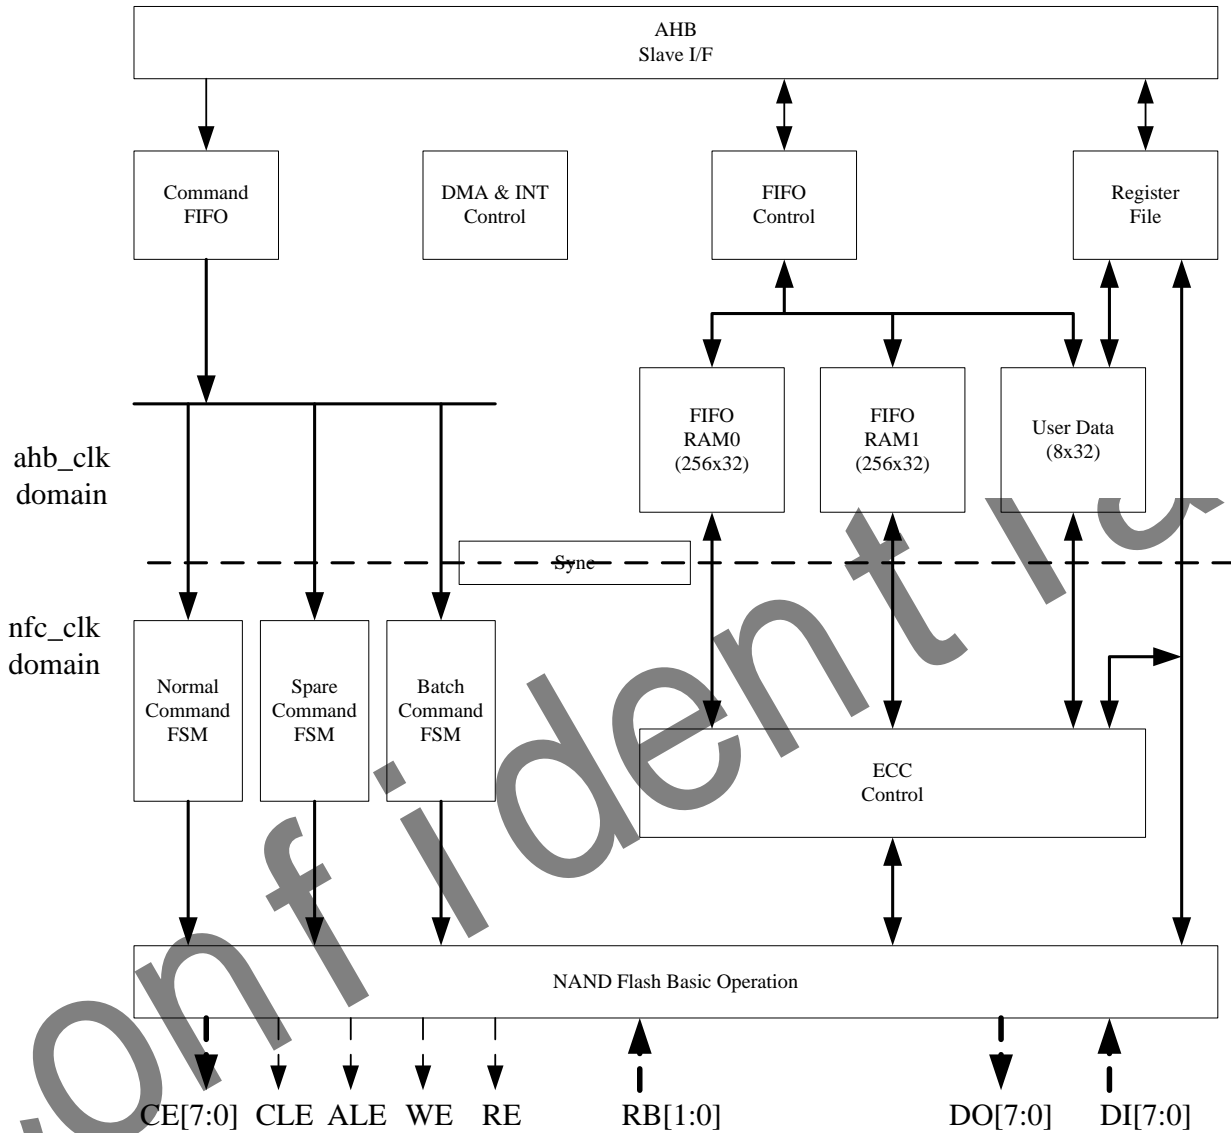 AHB
Slave I/F
Command
FIFO
DMA & INT
Control
FIFO
Control
Register
File
FIFO
RAM0
(256x32)
FIFO
RAM1
(256x32)
User Data
(8x32)
ahb_clk
domain
Sync
nfc_clk
domain
Normal
Command
FSM
Spare
Command
FSM
Batch
Command
FSM
ECC
Control
NAND Flash Basic Operation
CE[7:0] CLE ALE WE RE RB[1:0] DO[7:0] DI[7:0]
onfidential